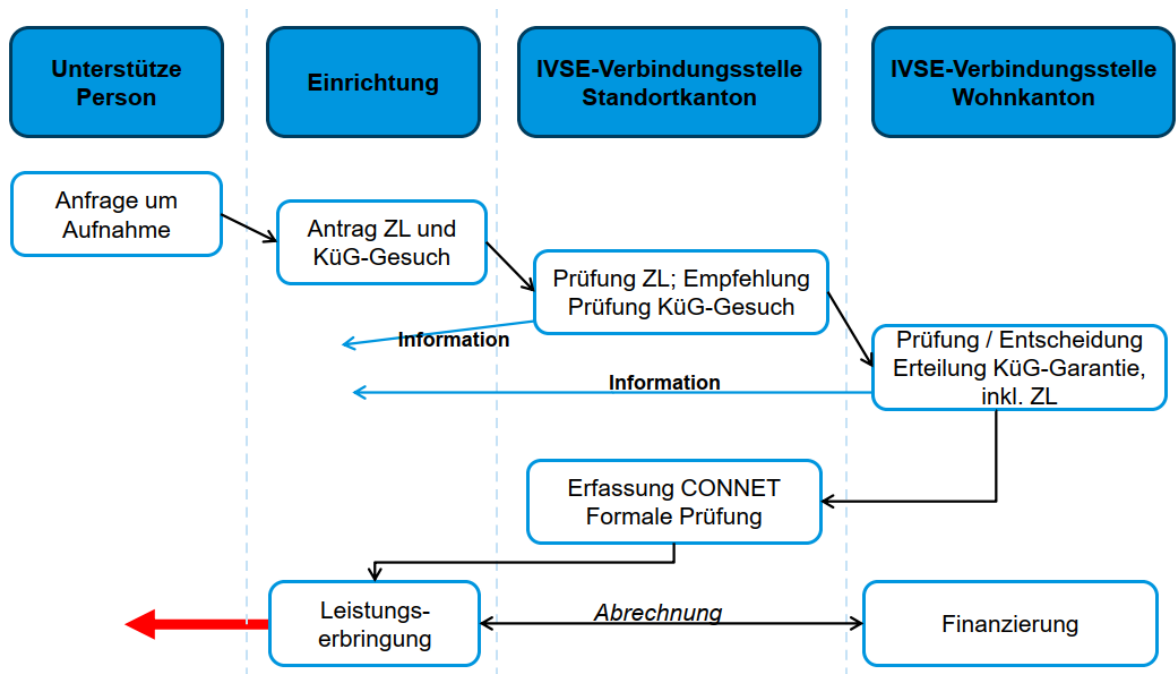 Unterstütze
Person
Einrichtung
IVSE-Verbindungsstelle
Standortkanton
IVSE-Verbindungsstelle
Wohnkanton
Anfrage um
Aufnahme
Antrag ZL und
KüG-Gesuch
Prüfung ZL; Empfehlung
Prüfung KüG-Gesuch
Information
Prüfung / Entscheidung
Erteilung KüG-Garantie,
inkl. ZL
Information
Erfassung CONNET
Formale Prüfung
Leistungs-
erbringung
Abrechnung
Finanzierung